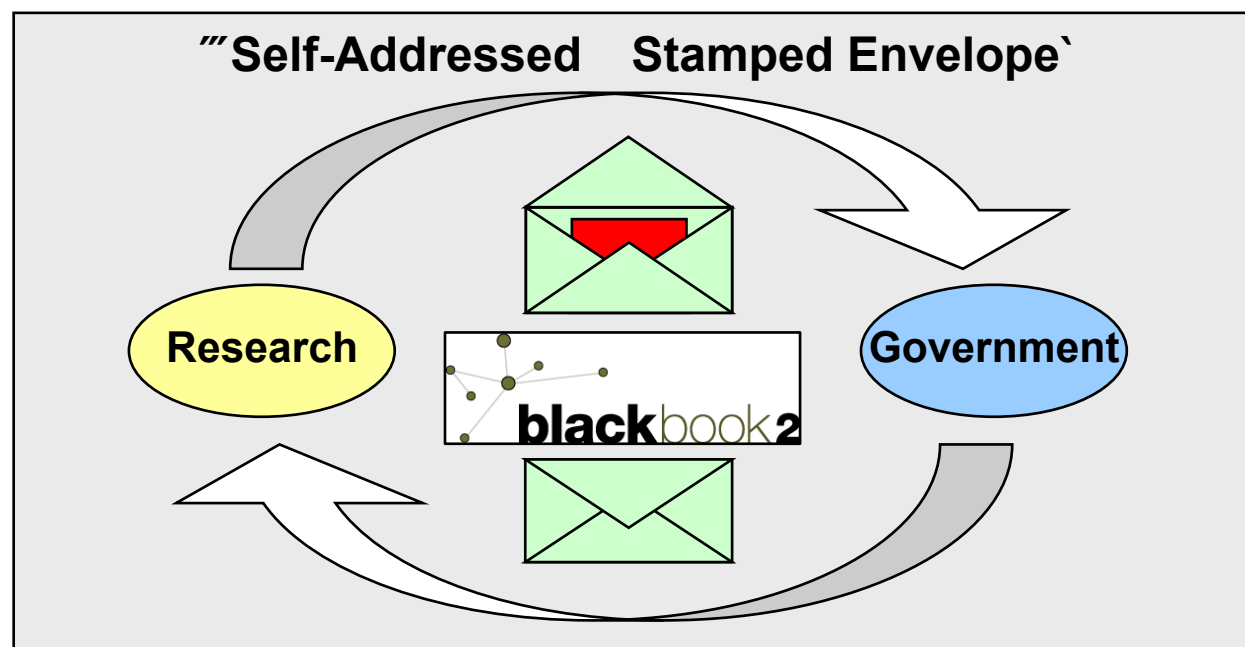 ‴Self-Addressed Stamped Envelope`
Research
Government
blackbook2